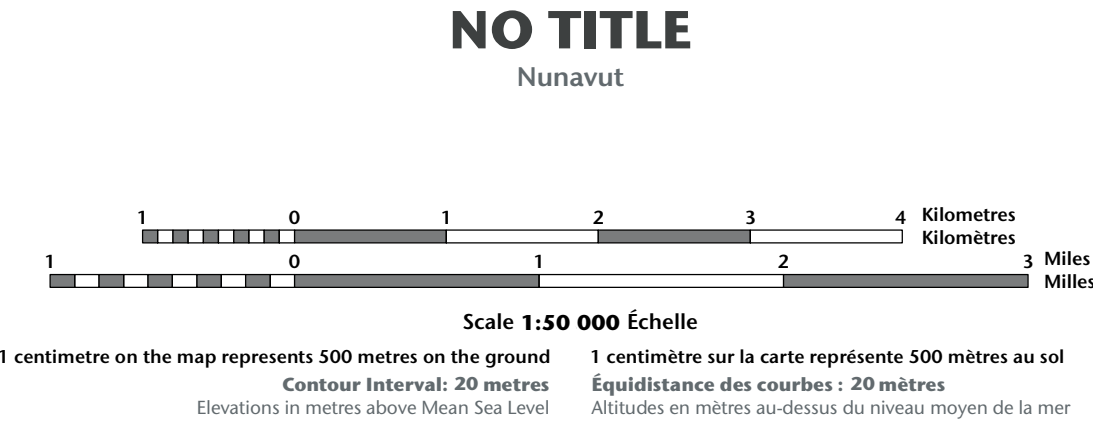 NO TITLE
Nunavut
1 0 1 2 3 4 Kilometres
Kilomètres
1 0 1 2 3 Miles
Milles
Scale 1:50 000 Échelle
1 centimetre on the map represents 500 metres on the ground
1 centimètre sur la carte représente 500 mètres au sol
Contour Interval: 20 metres
Équidistance des courbes : 20 mètres
Elevations in metres above Mean Sea Level
Altitudes en mètres au-dessus du niveau moyen de la mer